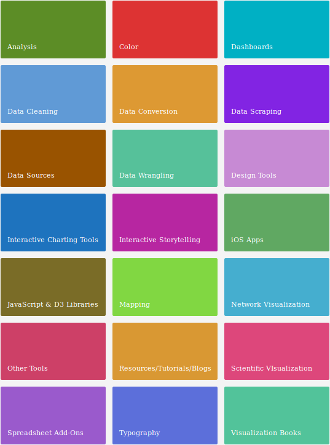 Analysis
Color
Dashboards
Data Cleaning
Data Conversion
Data Scraping
Data Sources
Data Wrangling
Design Tools
Interactive Charting Tools
Interactive Storytelling
iOS Apps
JavaScript & D3 Libraries
Mapping
Network Visualization
Other Tools
Resources/Tutorials/Blogs
Scientific VIsualization
Spreadsheet Add-Ons
Typography
Visualization Books